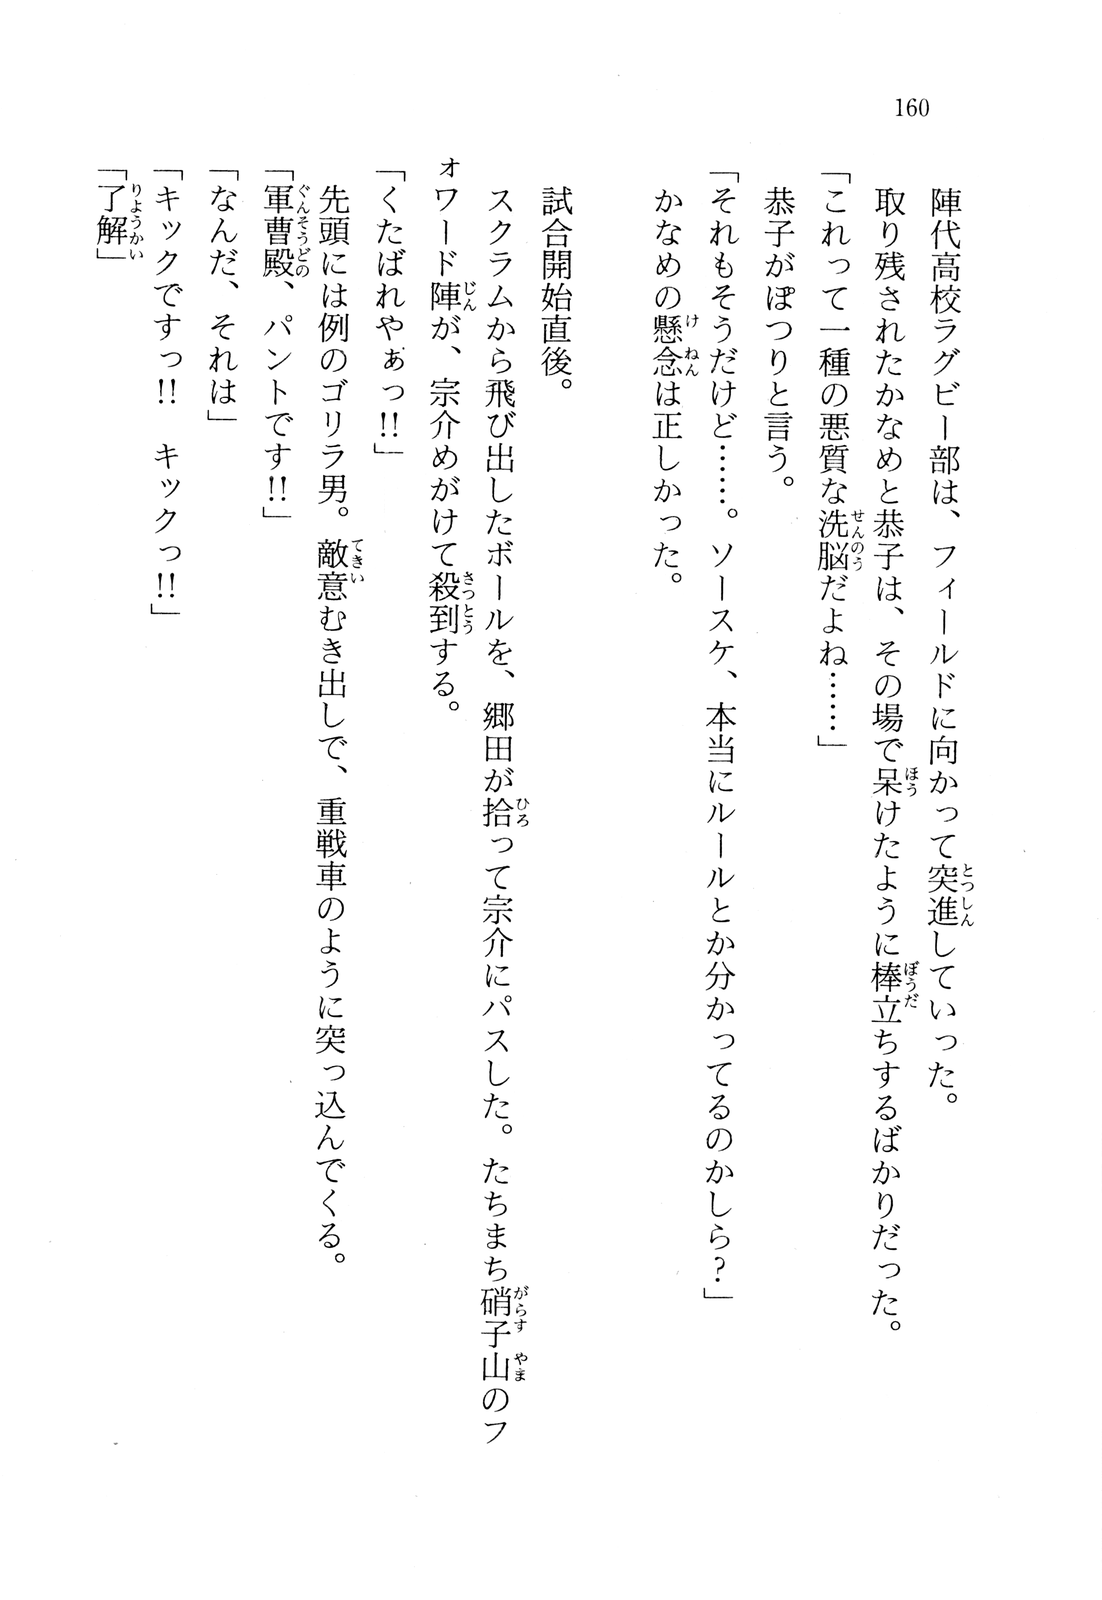 160
陣代高校ラグビー部は、フィールドに向かって突進していった。
取り残されたかなめと恭子は、その場で呆けたように棒立ちするばかりだった。
「これって一種の悪質な洗脳だよね……」
恭子がぽつりと言う。
「それもそうだけど……。ソースケ、本当にルールとか分かってるのかしら？」
かなめの懸念は正しかった。
試合開始直後。
スクラムから飛び出したボールを、郷田が拾って宗介にパスした。たちまち硝子山のフ
ォワード陣が、宗介めがけて殺到する。
「くたばれやぁっ!!」
先頭には例のゴリラ男。敵意むき出しで、重戦車のように突っ込んでくる。
「軍曹殿、パントです!!」
「なんだ、それは」
「キックですっ!!　キックっ!!」
「了解」